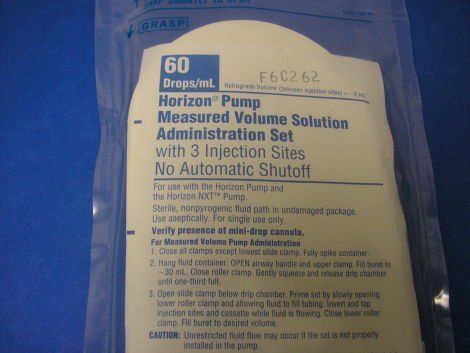 GRASP
60
Drops/mL
F6C262
Retrograde Volume (between injection sites) = ~2 mL
Horizon® Pump
Measured Volume Solution
Administration Set
with 3 Injection Sites
No Automatic Shutoff
For use with the Horizon Pump and
the Horizon NXT™ Pump.
Sterile, nonpyrogenic fluid path in undamaged package.
Use aseptically. For single use only.
Verify presence of mini-drop cannula.
For Measured Volume Pump Administration
1. Close all clamps except lowest slide clamp. Fully spike container.
2. Hang fluid container. OPEN airway handle and upper clamp. Fill buret to
~30 mL. Close roller clamp. Gently squeeze and release drip chamber
until one-third full.
3. Open slide clamp below drip chamber. Prime set by slowly opening
lower roller clamp and allowing fluid to fill tubing. Invert and tap
injection sites and cassette while fluid is flowing. Close lower roller
clamp. Fill buret to desired volume.
CAUTION: Unrestricted fluid flow may occur if the set is not properly
installed in the pump.